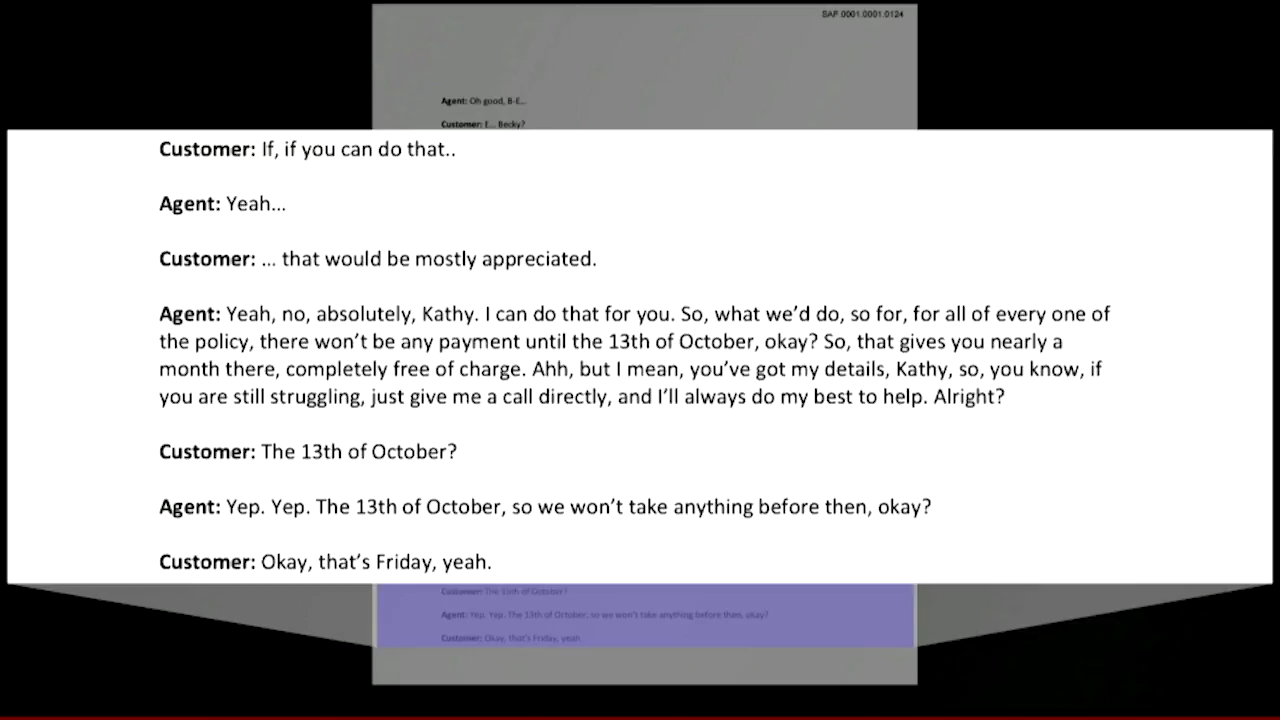 SAF.0001.0001.0124
Agent: Oh good, B-E...
Customer: E... Becky?
Customer: If, if you can do that..
Agent: Yeah...
Customer: ... that would be mostly appreciated.
Agent: Yeah, no, absolutely, Kathy. I can do that for you. So, what we’d do, so for, for all of every one of
the policy, there won’t be any payment until the 13th of October, okay? So, that gives you nearly a
month there, completely free of charge. Ahh, but I mean, you’ve got my details, Kathy, so, you know, if
you are still struggling, just give me a call directly, and I’ll always do my best to help. Alright?
Customer: The 13th of October?
Agent: Yep. Yep. The 13th of October, so we won’t take anything before then, okay?
Customer: Okay, that’s Friday, yeah.
Customer: The 13th of October?
Agent: Yep. Yep. The 13th of October, so we won’t take anything before then, okay?
Customer: Okay, that’s Friday, yeah.